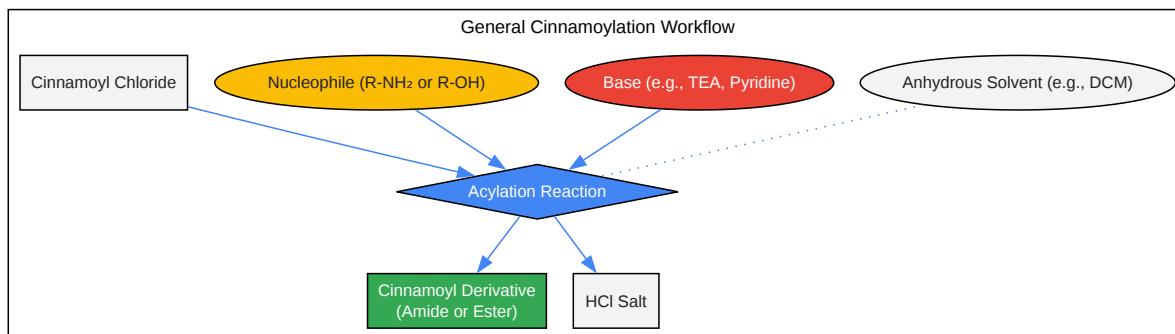 General Cinnamoylation Workflow
Cinnamoyl Chloride
Nucleophile (R-NH₂ or R-OH)
Base (e.g., TEA, Pyridine)
Anhydrous Solvent (e.g., DCM)
Acylation Reaction
Cinnamoyl Derivative
(Amide or Ester)
HCl Salt